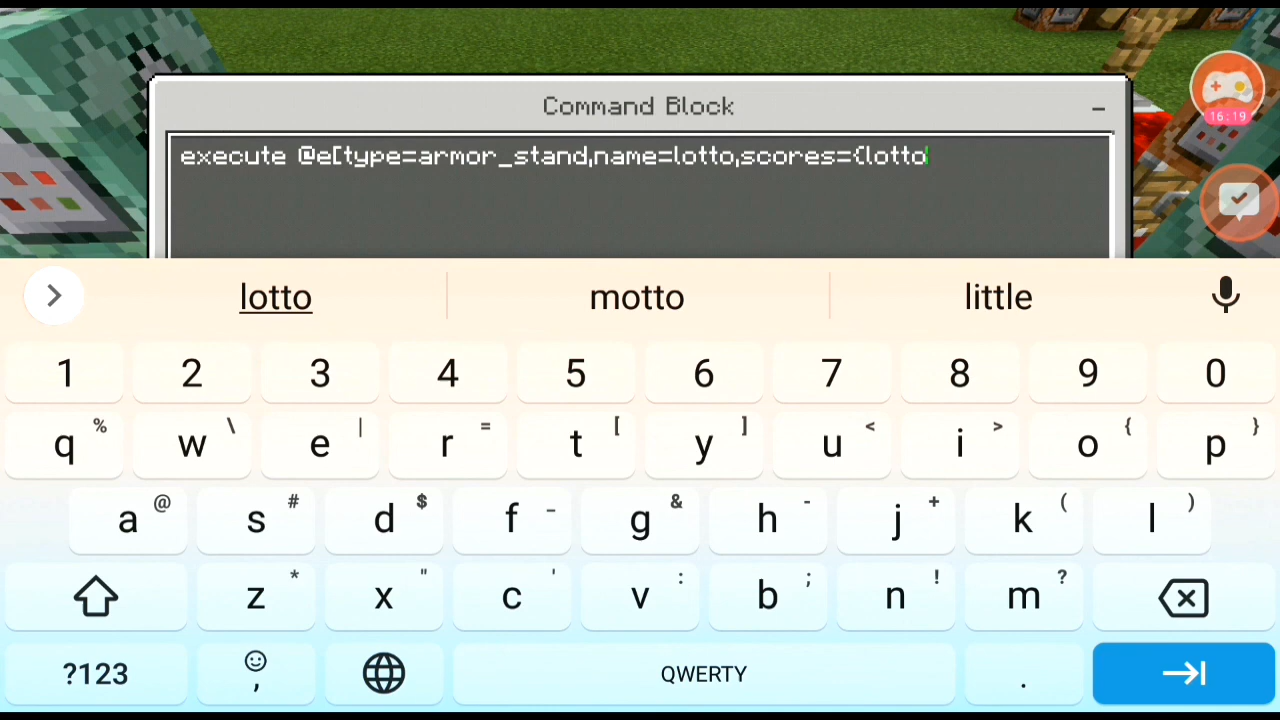 16:19
Command Block
execute @e[type=armor_stand,name=lotto,scores={lotto
lotto motto little
1 2 3 4 5 6 7 8 9 0
q % w \ e | r = t [ y ] u < i > o { p }
a @ s # d $ f _ g & h - j + k ( l )
z * x " c ' v : b ; n ! m ?
?123 , QWERTY .